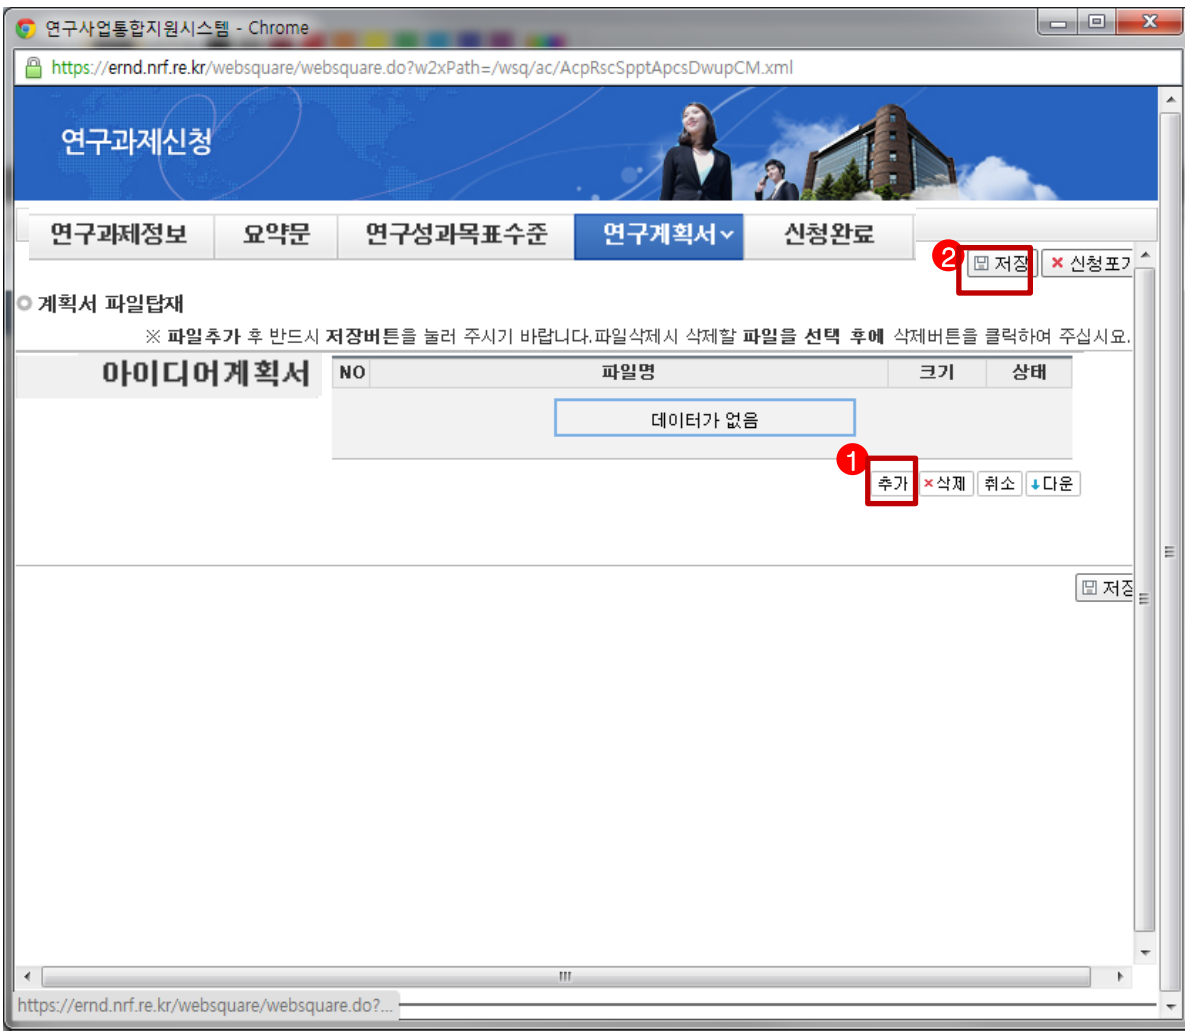 연구사업통합지원시스템 - Chrome
https://ernd.nrf.re.kr/websquare/websquare.do?w2xPath=/wsq/ac/AcpRscSpptApcsDwupCM.xml
연구과제신청
연구과제정보 요약문 연구성과목표수준 연구계획서 신청완료
2 저장 × 신청포기
계획서 파일탑재
※ 파일추가 후 반드시 저장버튼을 눌러 주시기 바랍니다.파일삭제시 삭제할 파일을 선택 후에 삭제버튼을 클릭하여 주십시요.
아이디어계획서 NO 파일명 크기 상태
데이터가 없음
1
추가 ×삭제 취소 ↓다운
저장
https://ernd.nrf.re.kr/websquare/websquare.do?...